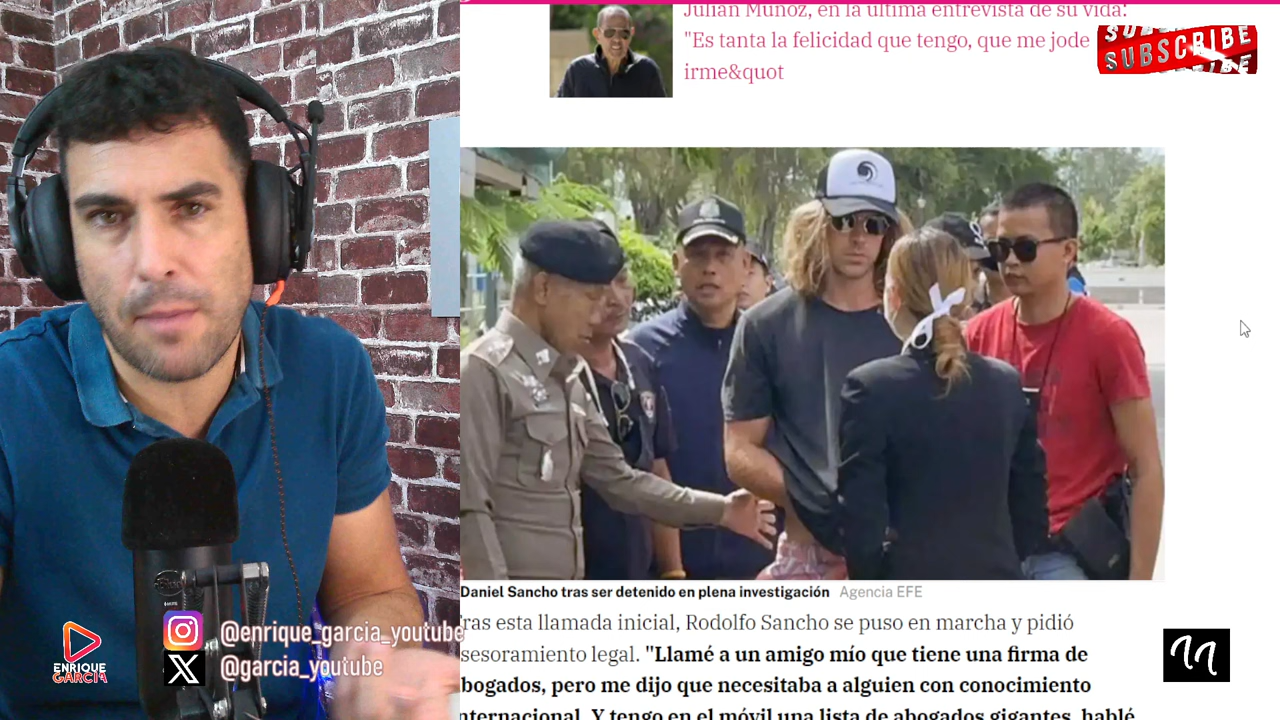 Julián Muñoz, en la última entrevista de su vida:
"Es tanta la felicidad que tengo, que me jode
irme&quot
SUBSCRIBE
Daniel Sancho tras ser detenido en plena investigación Agencia EFE
ras esta llamada inicial, Rodolfo Sancho se puso en marcha y pidió
sesoramiento legal. "Llamé a un amigo mío que tiene una firma de
bogados, pero me dijo que necesitaba a alguien con conocimiento
nternacional. Y tengo en el móvil una lista de abogados gigantes, hablé
@enrique_garcia_youtube
@garcia_youtube
ENRIQUE
GARCIA